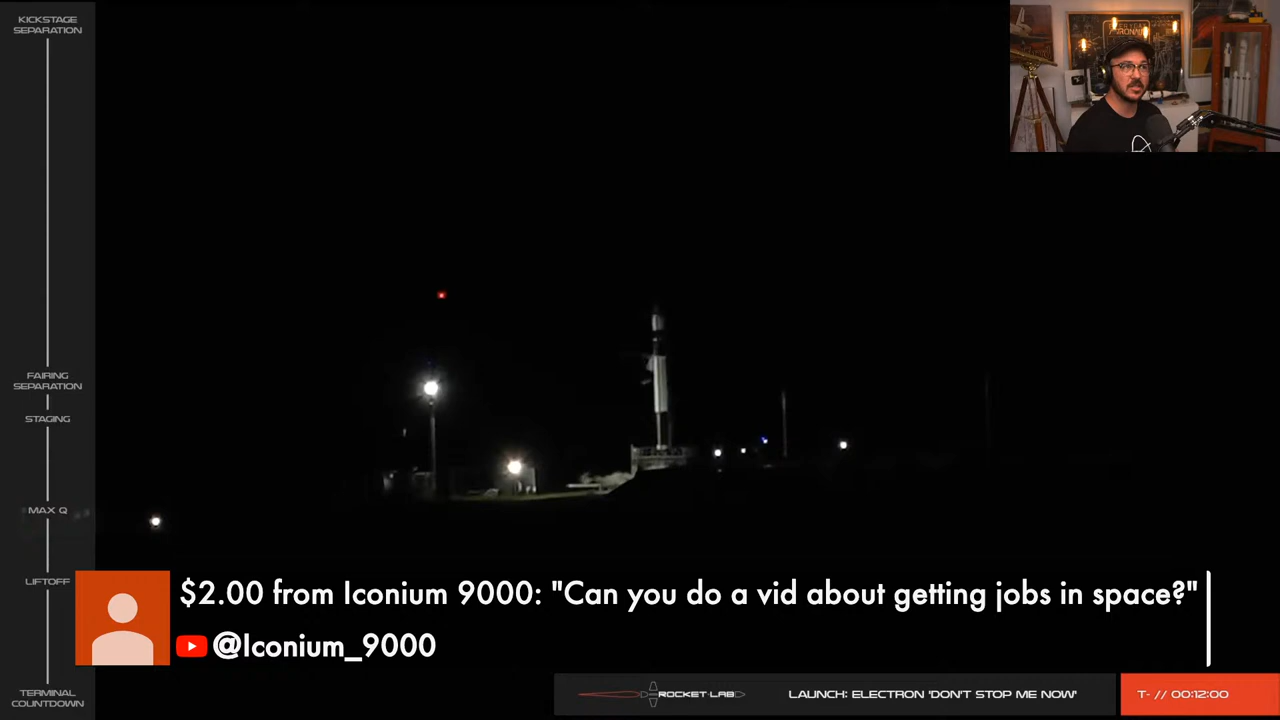 KICKSTAGE
SEPARATION
FAIRING
SEPARATION
STAGING
MAX Q
LIFTOFF
TERMINAL
COUNTDOWN
$2.00 from Iconium 9000: "Can you do a vid about getting jobs in space?"
@Iconium_9000
ROCKET LAB
LAUNCH: ELECTRON 'DON'T STOP ME NOW'
T- // 00:12:00